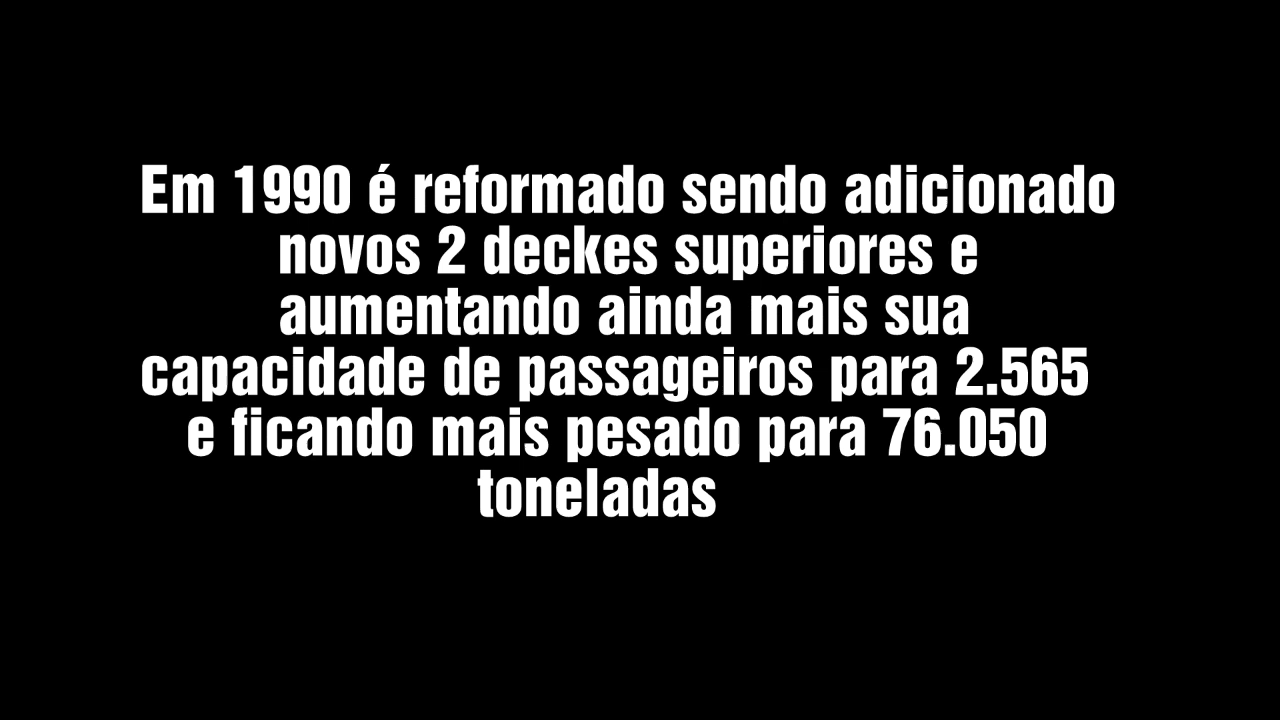 Em 1990 é reformado sendo adicionado
novos 2 deckes superiores e
aumentando ainda mais sua
capacidade de passageiros para 2.565
e ficando mais pesado para 76.050
toneladas